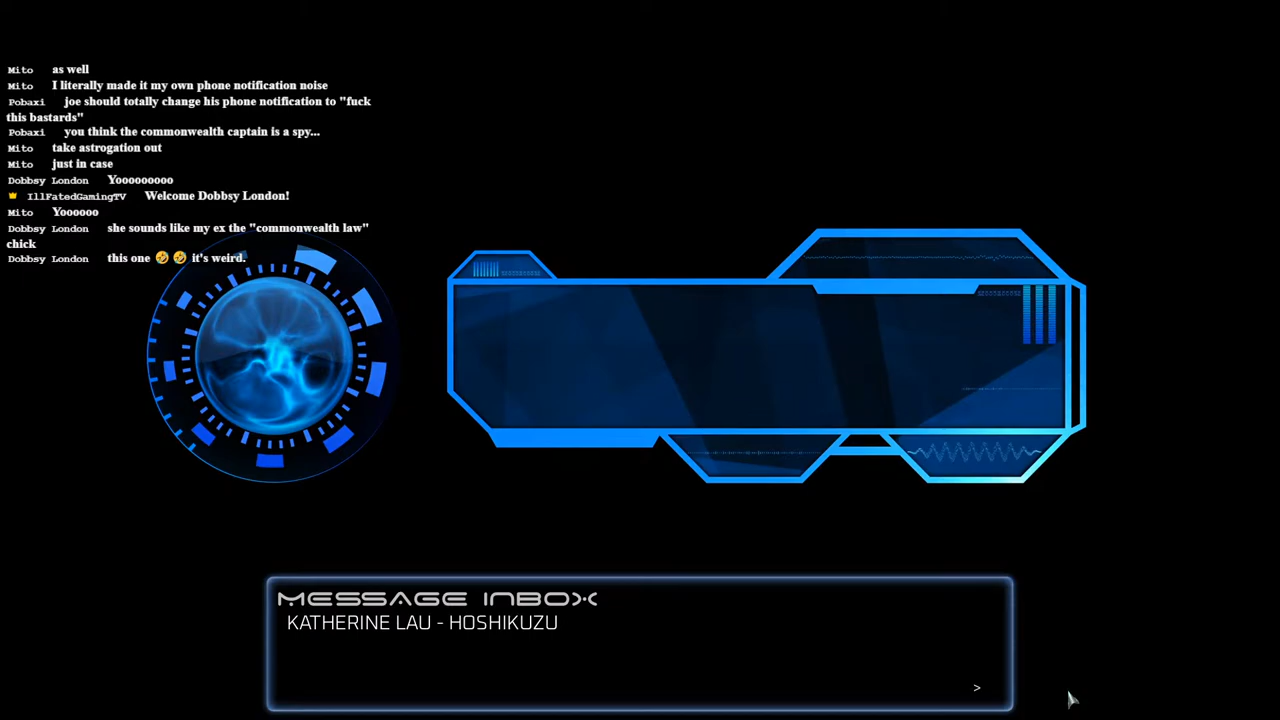 Mito as well
Mito I literally made it my own phone notification noise
Pobaxi joe should totally change his phone notification to "fuck
this bastards"
Pobaxi you think the commonwealth captain is a spy...
Mito take astrogation out
Mito just in case
Dobbsy London Yooooooooo
IllFatedGamingTV Welcome Dobbsy London!
Mito Yoooooo
Dobbsy London she sounds like my ex the "commonwealth law"
chick
Dobbsy London this one 🤣 🤣 it's weird.
MESSAGE INBOX
KATHERINE LAU - HOSHIKUZU
>